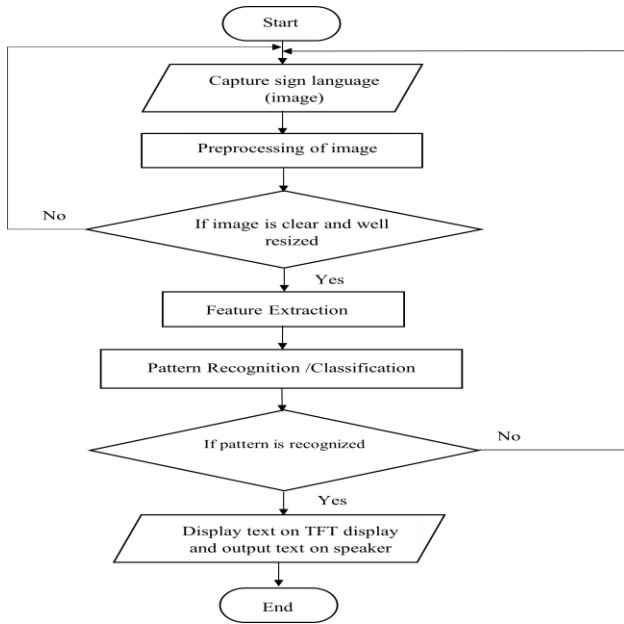 Start
Capture sign language
(image)
Preprocessing of image
No
If image is clear and well
resized
Yes
Feature Extraction
Pattern Recognition /Classification
If pattern is recognized
No
Yes
Display text on TFT display
and output text on speaker
End